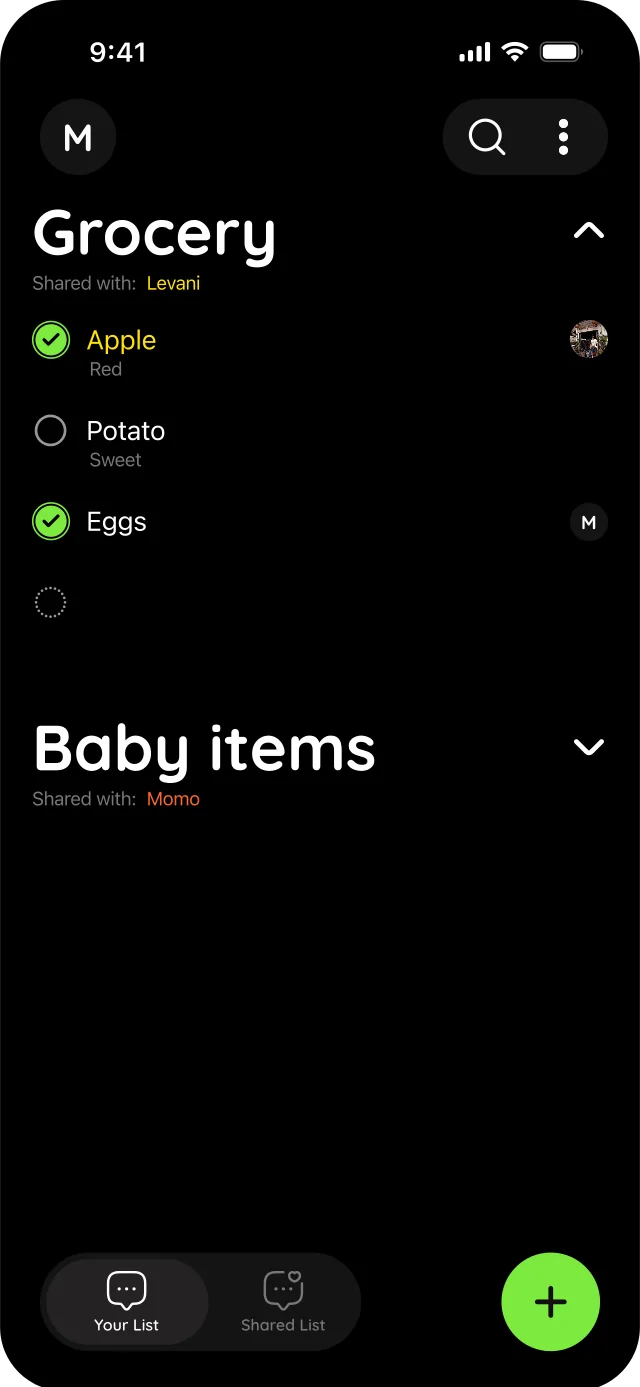 9:41
M
Grocery
Shared with: Levani
Apple
Red
Potato
Sweet
Eggs
M
Baby items
Shared with: Momo
Your List
Shared List